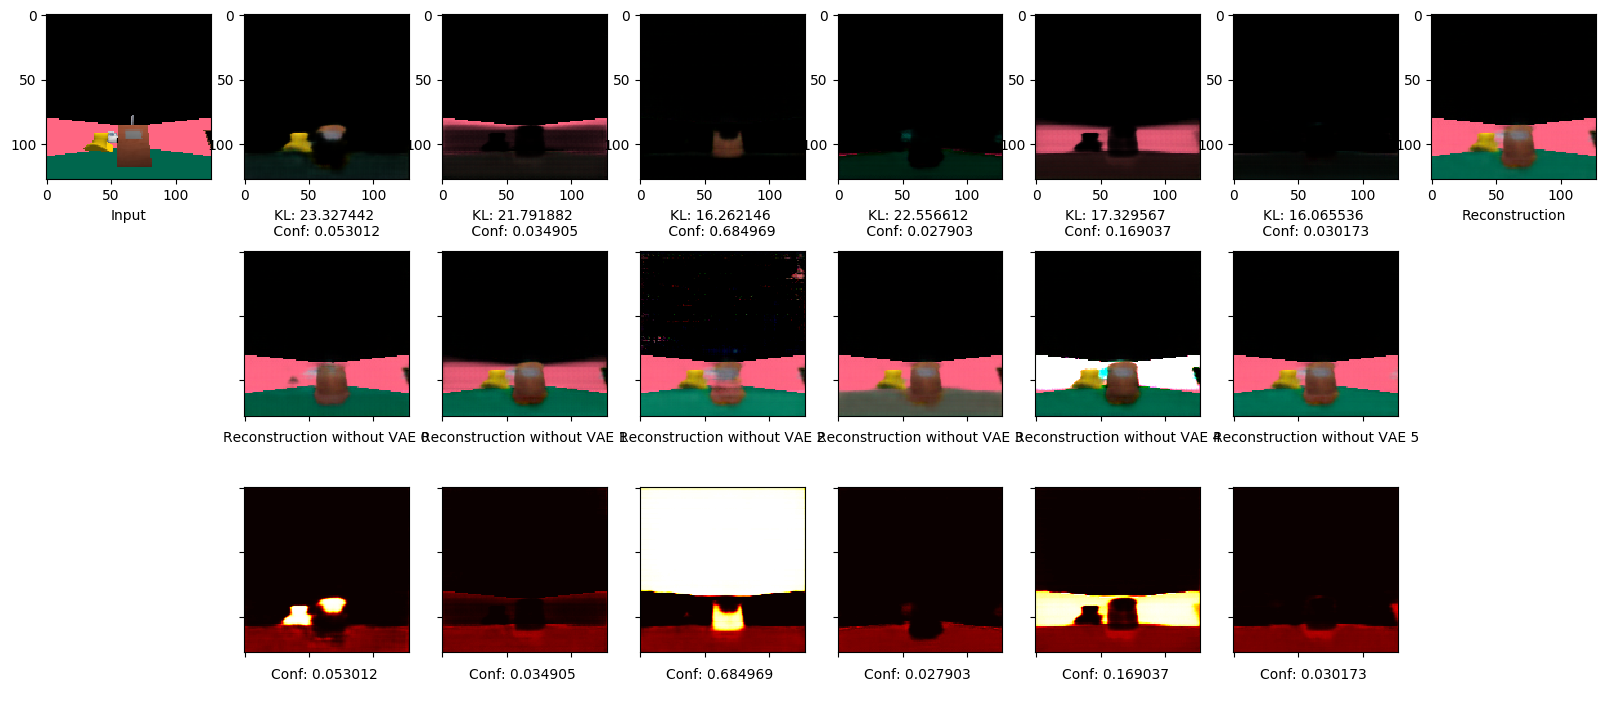 0 0 0 0 0 0 0 0
50 50 50 50 50 50 50 50
100 100 100 100 100 100 100 100
0 50 100 0 50 100 0 50 100 0 50 100 0 50 100 0 50 100 0 50 100 0 50 100
Input KL: 23.327442 KL: 21.791882 KL: 16.262146 KL: 22.556612 KL: 17.329567 KL: 16.065536 Reconstruction
Conf: 0.053012 Conf: 0.034905 Conf: 0.684969 Conf: 0.027903 Conf: 0.169037 Conf: 0.030173
Reconstruction without VAE 0 Reconstruction without VAE 1 Reconstruction without VAE 2 Reconstruction without VAE 3 Reconstruction without VAE 4 Reconstruction without VAE 5
Conf: 0.053012 Conf: 0.034905 Conf: 0.684969 Conf: 0.027903 Conf: 0.169037 Conf: 0.030173